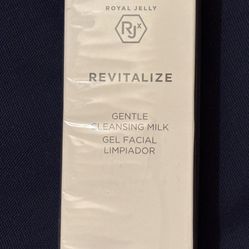 ROYAL JELLY
RJx
REVITALIZE
GENTLE
CLEANSING MILK
GEL FACIAL
LIMPIADOR